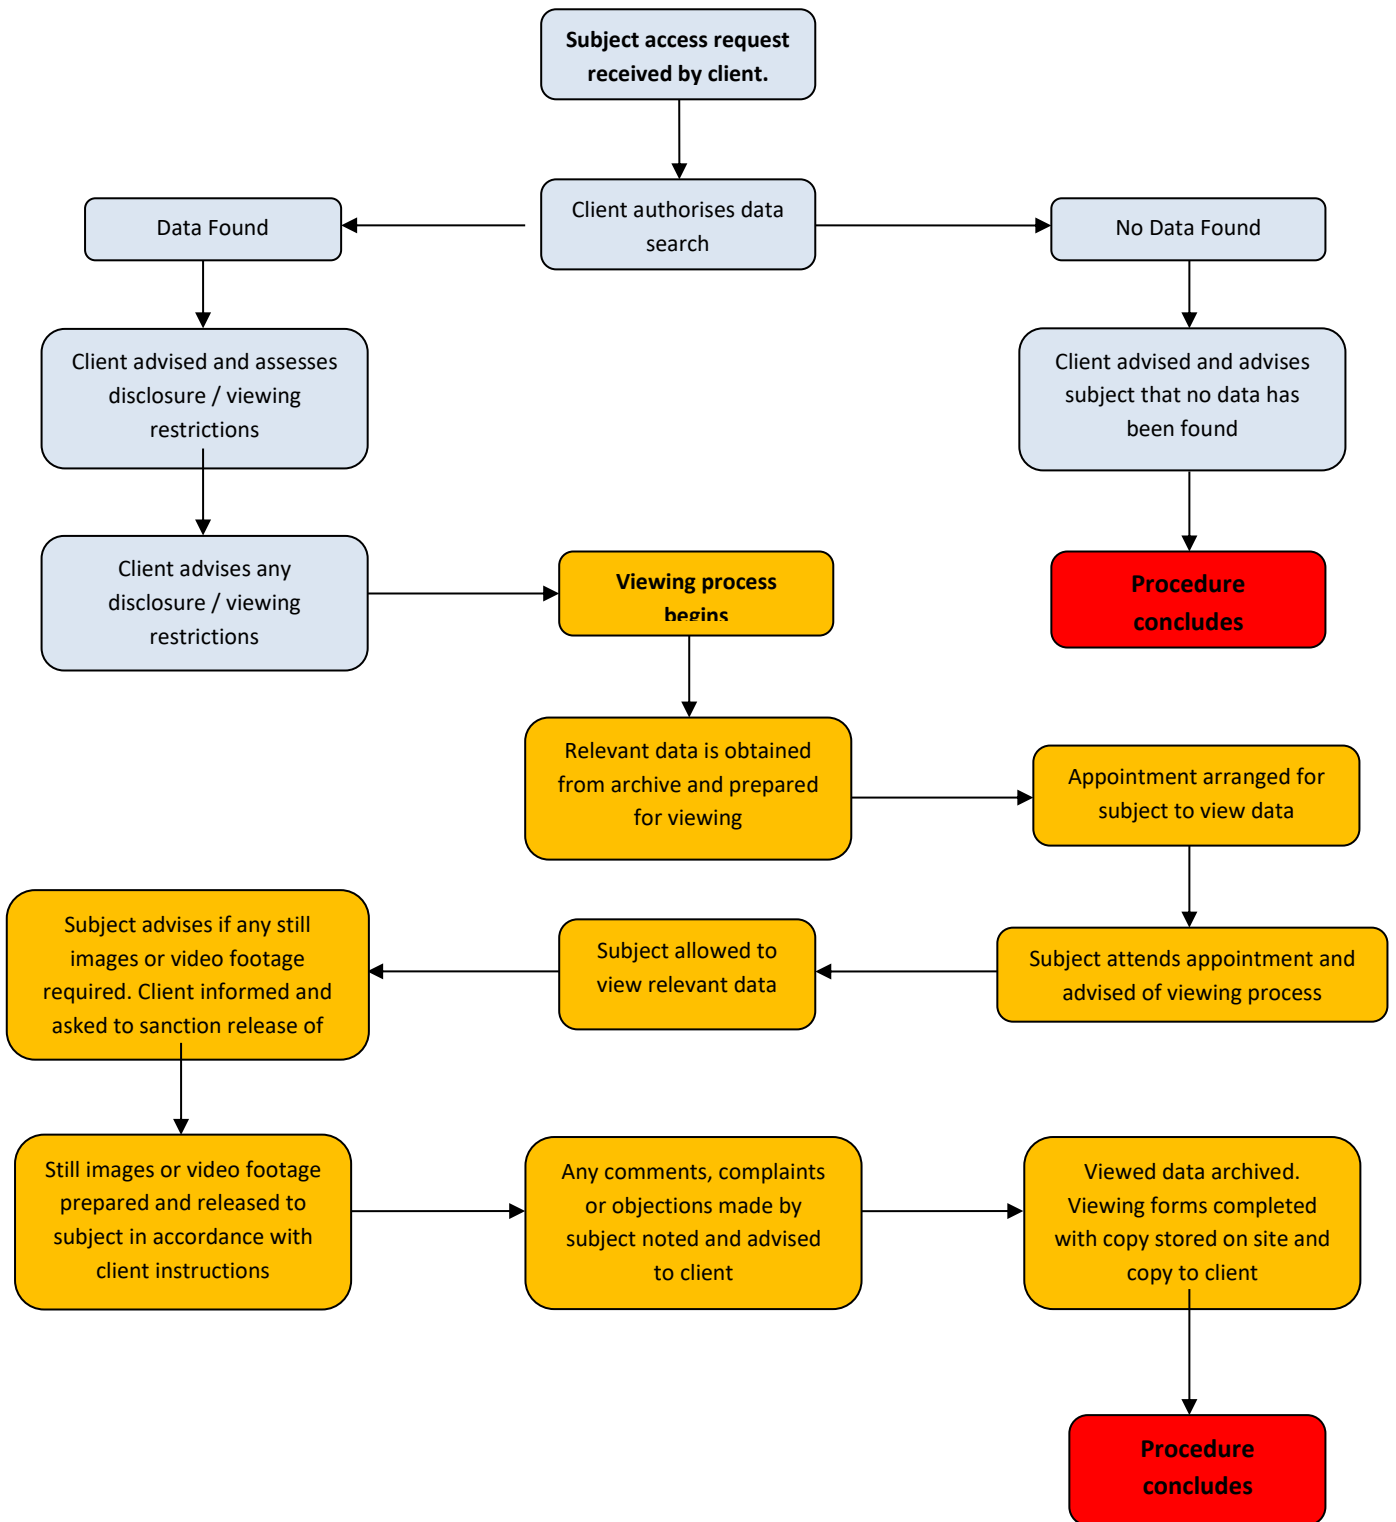 Subject access request
received by client.
Client authorises data
search
Data Found
No Data Found
Client advised and assesses
disclosure / viewing
restrictions
Client advised and advises
subject that no data has
been found
Client advises any
disclosure / viewing
restrictions
Viewing process
begins
Procedure
concludes
Relevant data is obtained
from archive and prepared
for viewing
Appointment arranged for
subject to view data
Subject attends appointment and
advised of viewing process
Subject allowed to
view relevant data
Subject advises if any still
images or video footage
required. Client informed and
asked to sanction release of
Still images or video footage
prepared and released to
subject in accordance with
client instructions
Any comments, complaints
or objections made by
subject noted and advised
to client
Viewed data archived.
Viewing forms completed
with copy stored on site and
copy to client
Procedure
concludes